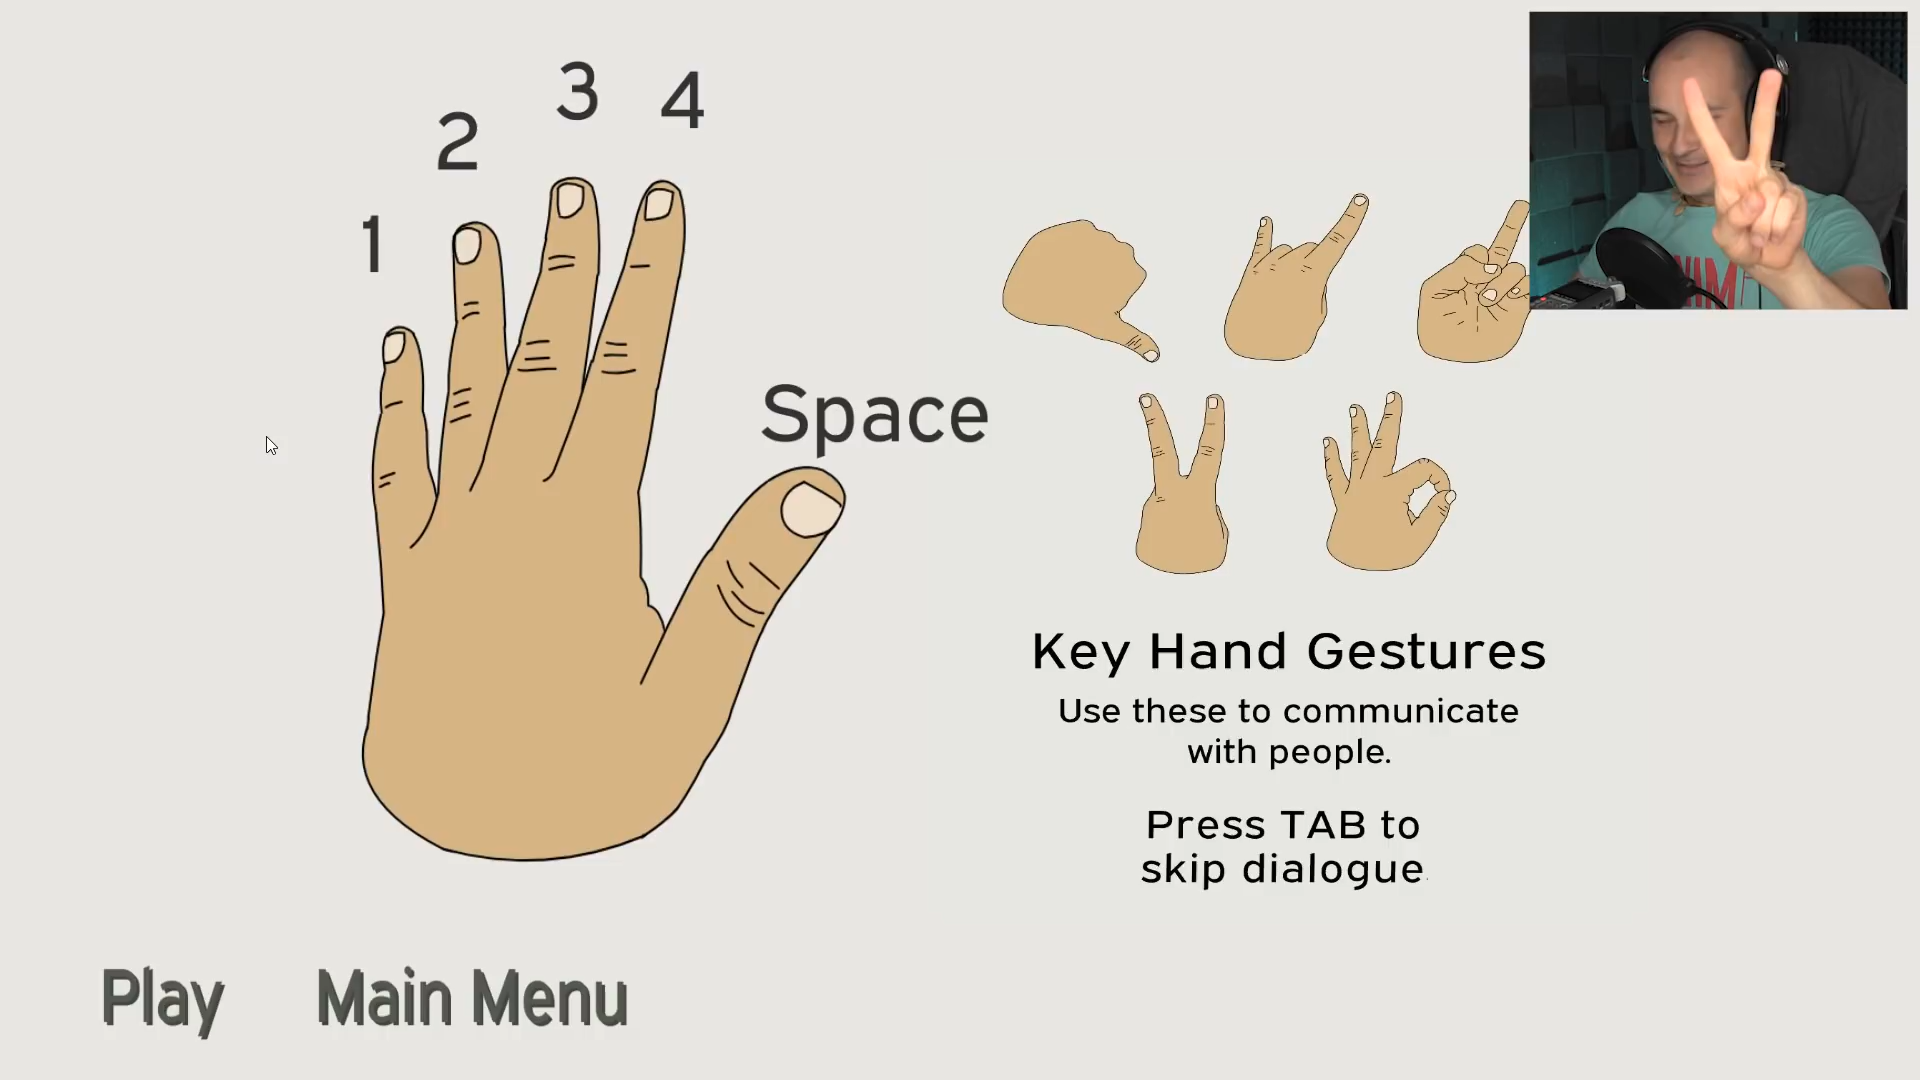 1
2
3
4
Space
Key Hand Gestures
Use these to communicate
with people.
Press TAB to
skip dialogue
Play
Main Menu